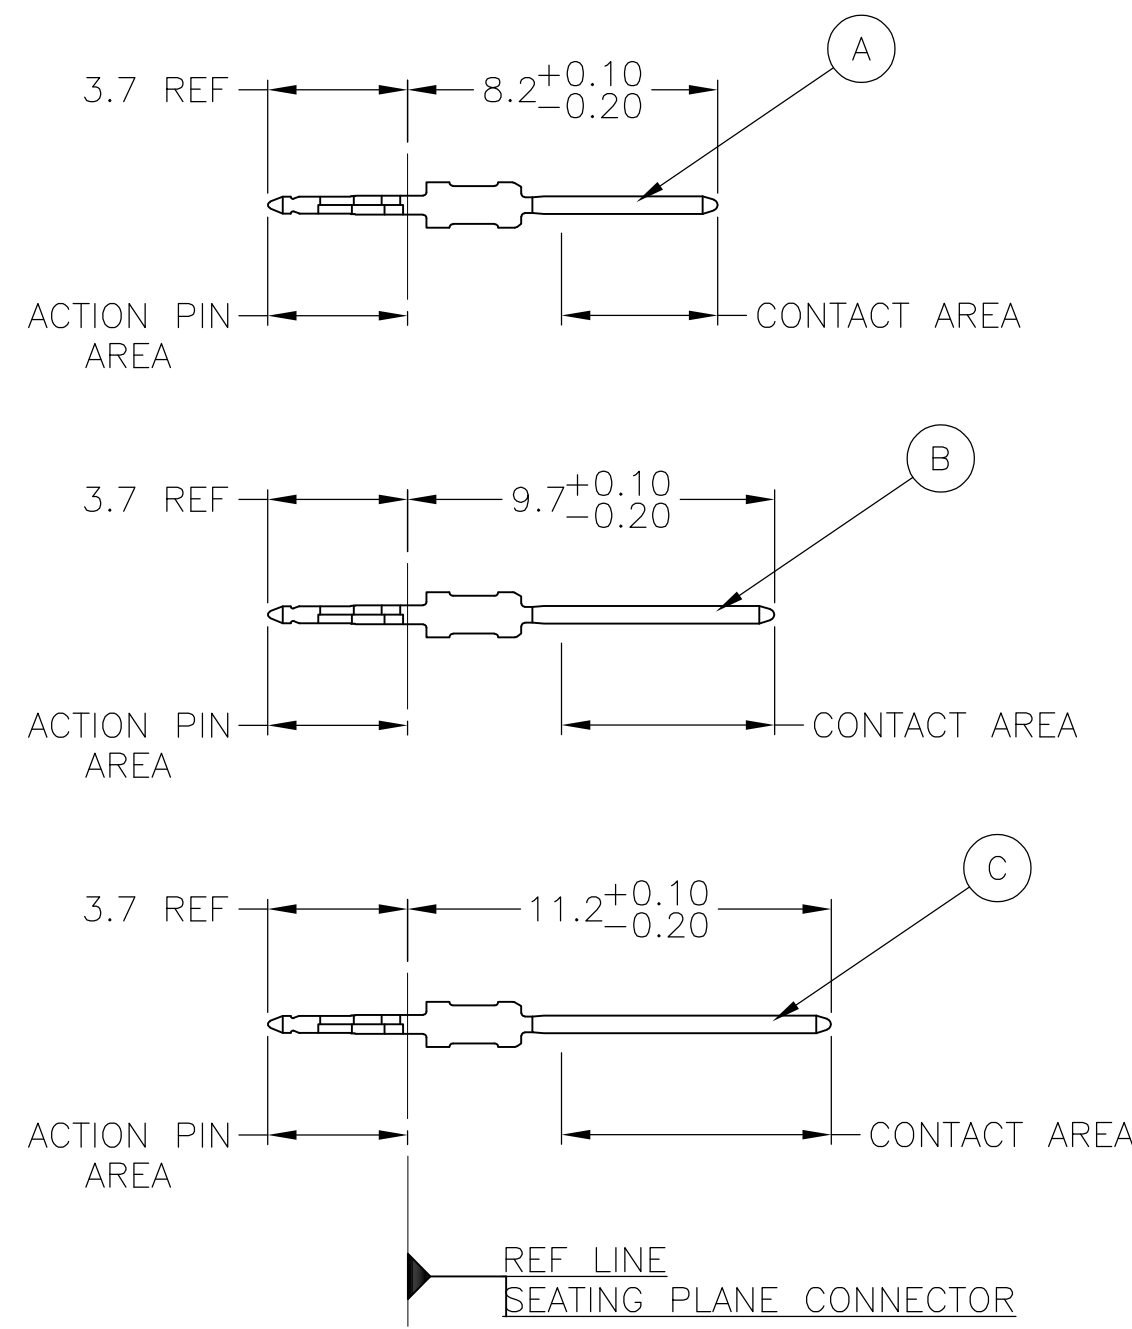 A
3.7 REF
8.2 +0.10
-0.20
ACTION PIN
AREA
CONTACT AREA
B
3.7 REF
9.7 +0.10
-0.20
ACTION PIN
AREA
CONTACT AREA
C
3.7 REF
11.2 +0.10
-0.20
ACTION PIN
AREA
CONTACT AREA
REF LINE
SEATING PLANE CONNECTOR